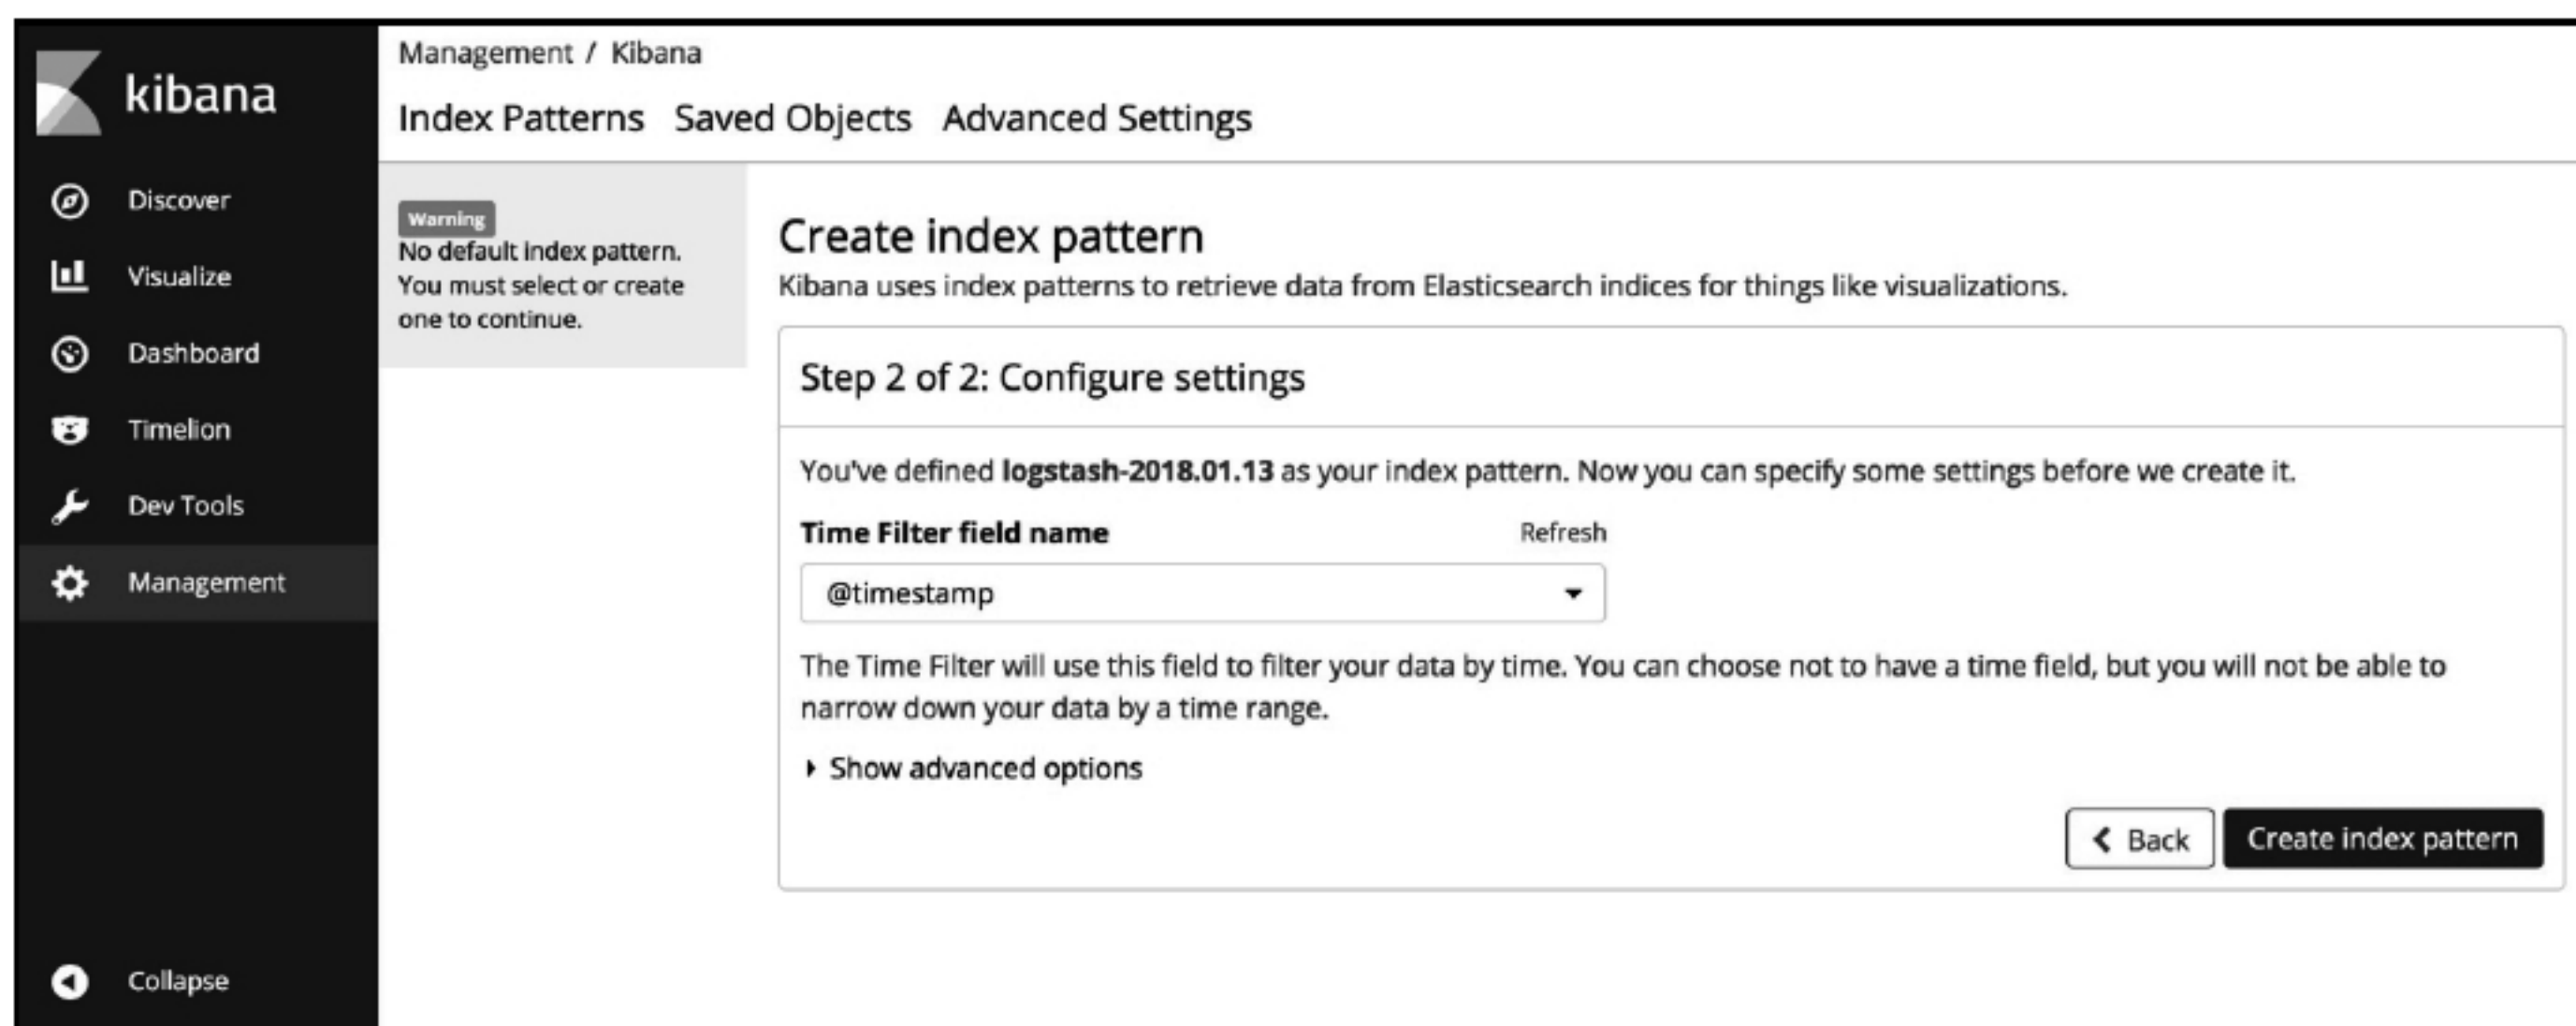 kibana
Discover
Visualize
Dashboard
Timelion
Dev Tools
Management
Collapse
Management / Kibana
Index Patterns Saved Objects Advanced Settings
Warning
No default index pattern.
You must select or create
one to continue.
Create index pattern
Kibana uses index patterns to retrieve data from Elasticsearch indices for things like visualizations.
Step 2 of 2: Configure settings
You've defined logstash-2018.01.13 as your index pattern. Now you can specify some settings before we create it.
Time Filter field name Refresh
@timestamp
The Time Filter will use this field to filter your data by time. You can choose not to have a time field, but you will not be able to
narrow down your data by a time range.
Show advanced options
Back Create index pattern